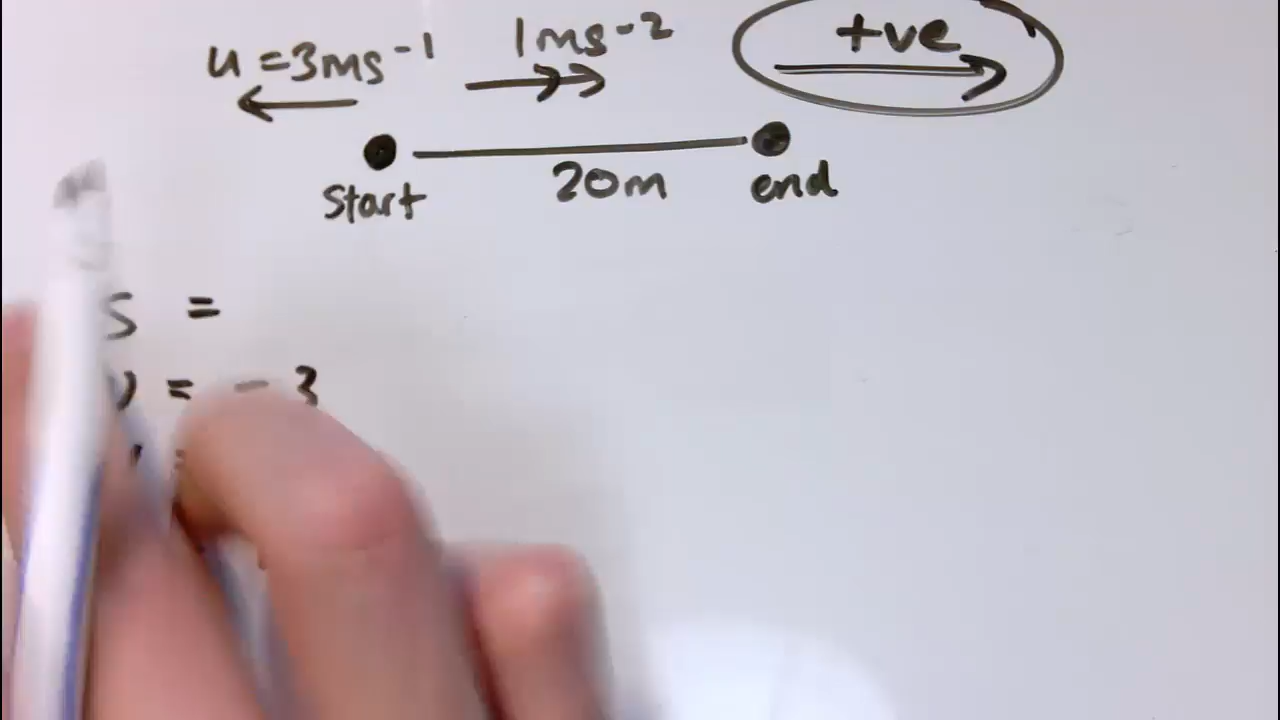 u = 3ms⁻¹ 1ms⁻² +ve
start 20m end
s =
u = - 3